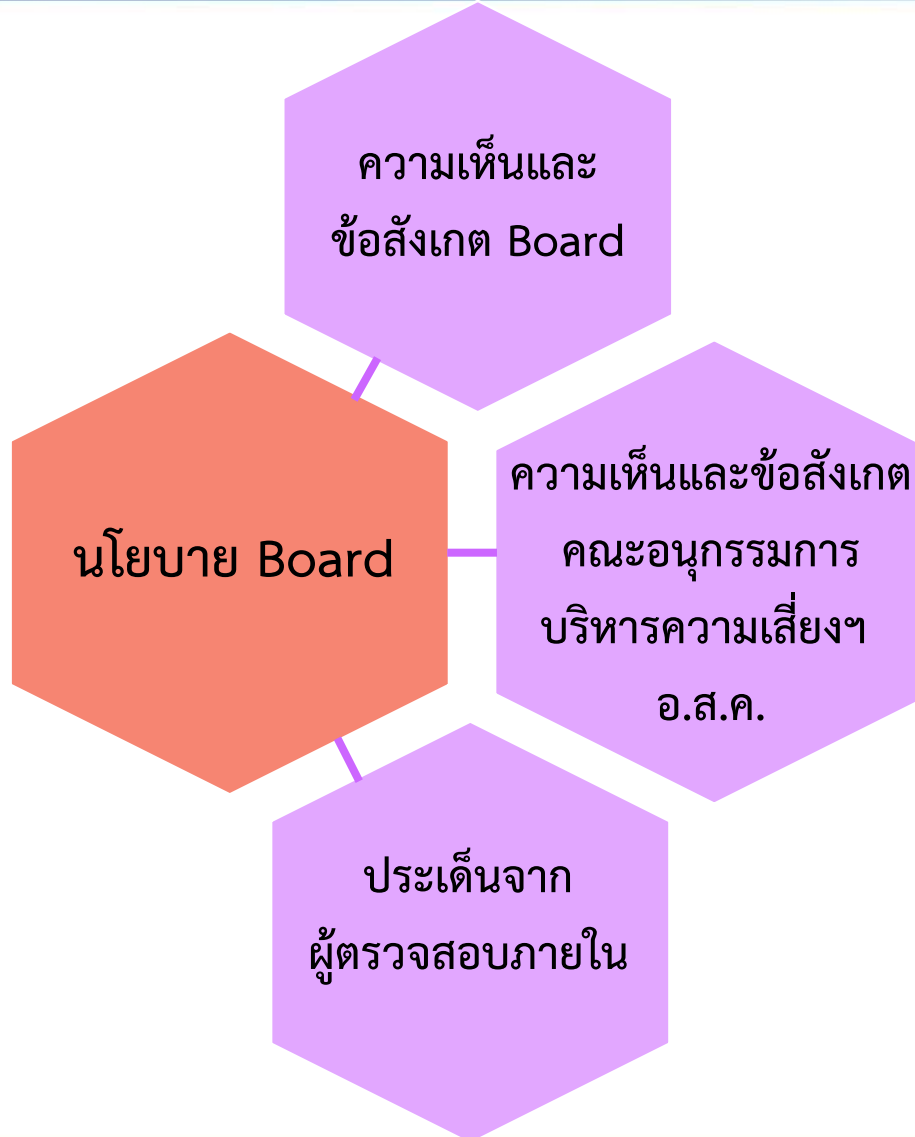 ความเห็นและ
ข้อสังเกต Board
นโยบาย Board
ความเห็นและข้อสังเกต
คณะอนุกรรมการ
บริหารความเสี่ยงฯ
อ.ส.ค.
ประเด็นจาก
ผู้ตรวจสอบภายใน